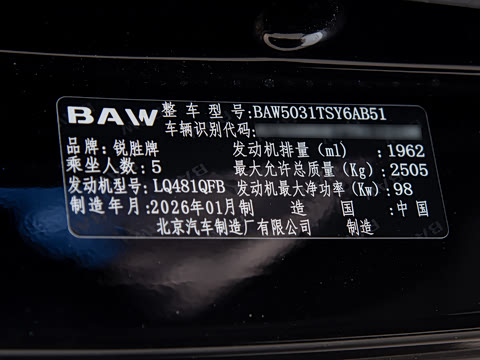 BAW 整车型号:BAW5031TSY6AB51
车辆识别代码:
品牌:锐胜牌 发动机排量(ml):1962
乘坐人数:5 最大允许总质量(Kg):2505
发动机型号:LQ481QFB 发动机最大净功率(Kw):98
制造年月:2026年01月 制造国:中国
北京汽车制造厂有限公司 制造